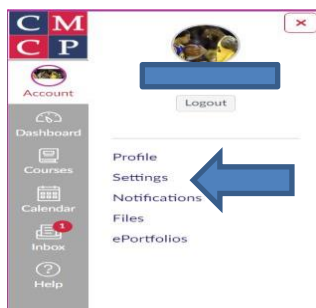 C M
C P
Account
Dashboard
Courses
Calendar
1
Inbox
Help
×
Logout
Profile
Settings
Notifications
Files
ePortfolios